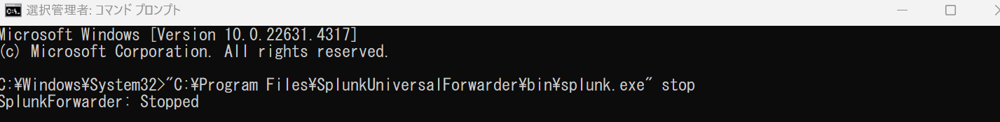 選択管理者: コマンド プロンプト
Microsoft Windows [Version 10.0.22631.4317]
(c) Microsoft Corporation. All rights reserved.
C:¥Windows¥System32>"C:¥Program Files¥SplunkUniversalForwarder¥bin¥splunk.exe" stop
SplunkForwarder: Stopped